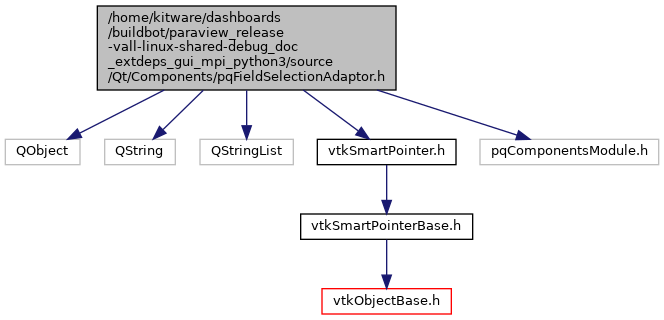 /home/kitware/dashboards
/buildbot/paraview_release
-vall-linux-shared-debug_doc
_extdeps_gui_mpi_python3/source
/Qt/Components/pqFieldSelectionAdaptor.h
QObject
QString
QStringList
vtkSmartPointer.h
pqComponentsModule.h
vtkSmartPointerBase.h
vtkObjectBase.h